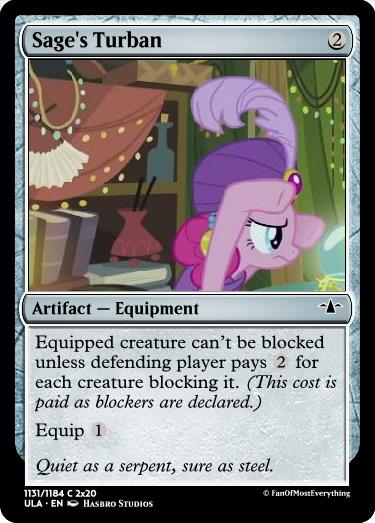 Sage's Turban 2
Artifact — Equipment
Equipped creature can't be blocked
unless defending player pays 2 for
each creature blocking it. (This cost is
paid as blockers are declared.)
Equip 1
Quiet as a serpent, sure as steel.
1131/1184 C 2x20
ULA • EN Hasbro Studios © FanOfMostEverything